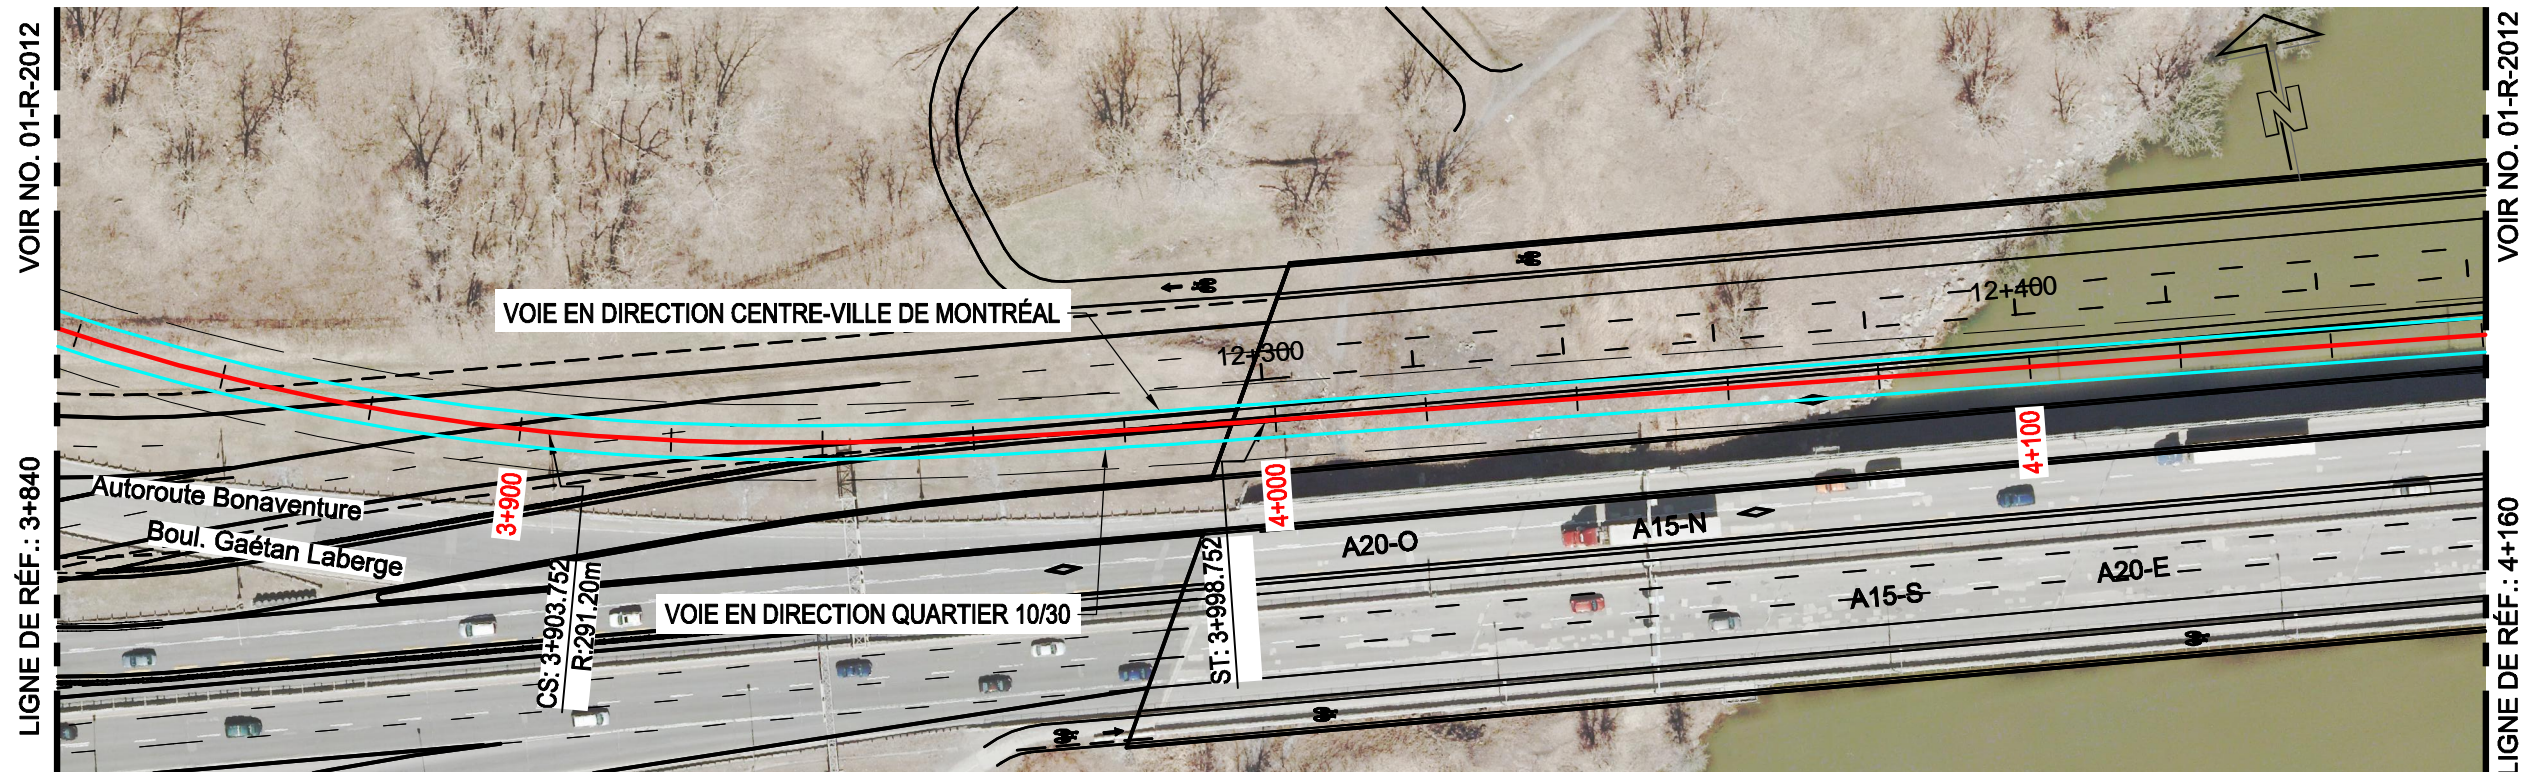 VOIR NO. 01-R-2012
LIGNE DE RÉF.: 3+840
VOIE EN DIRECTION CENTRE-VILLE DE MONTRÉAL
12+300
12+400
N
3+900
4+000
4+100
Autoroute Bonaventure
Boul. Gaétan Laberge
CS: 3+903.752
R:291.20m
VOIE EN DIRECTION QUARTIER 10/30
ST: 3+998.752
A20-O
A15-N
A15-S
A20-E
VOIR NO. 01-R-2012
LIGNE DE RÉF.: 4+160